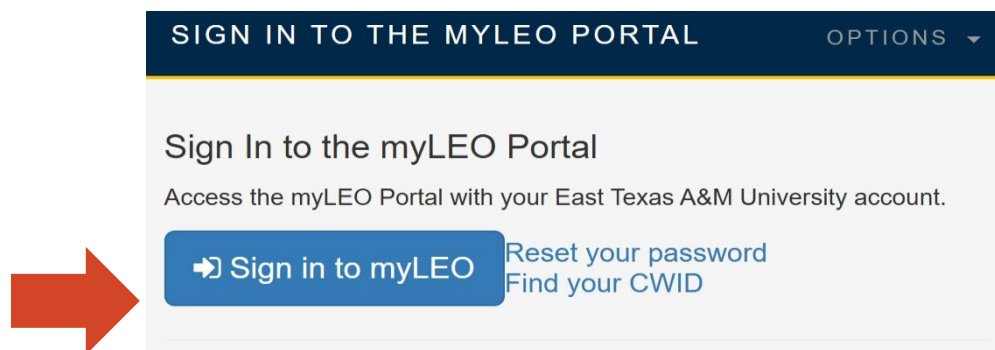 SIGN IN TO THE MYLEO PORTAL OPTIONS
Sign In to the myLEO Portal
Access the myLEO Portal with your East Texas A&M University account.
Sign in to myLEO Reset your password
Find your CWID